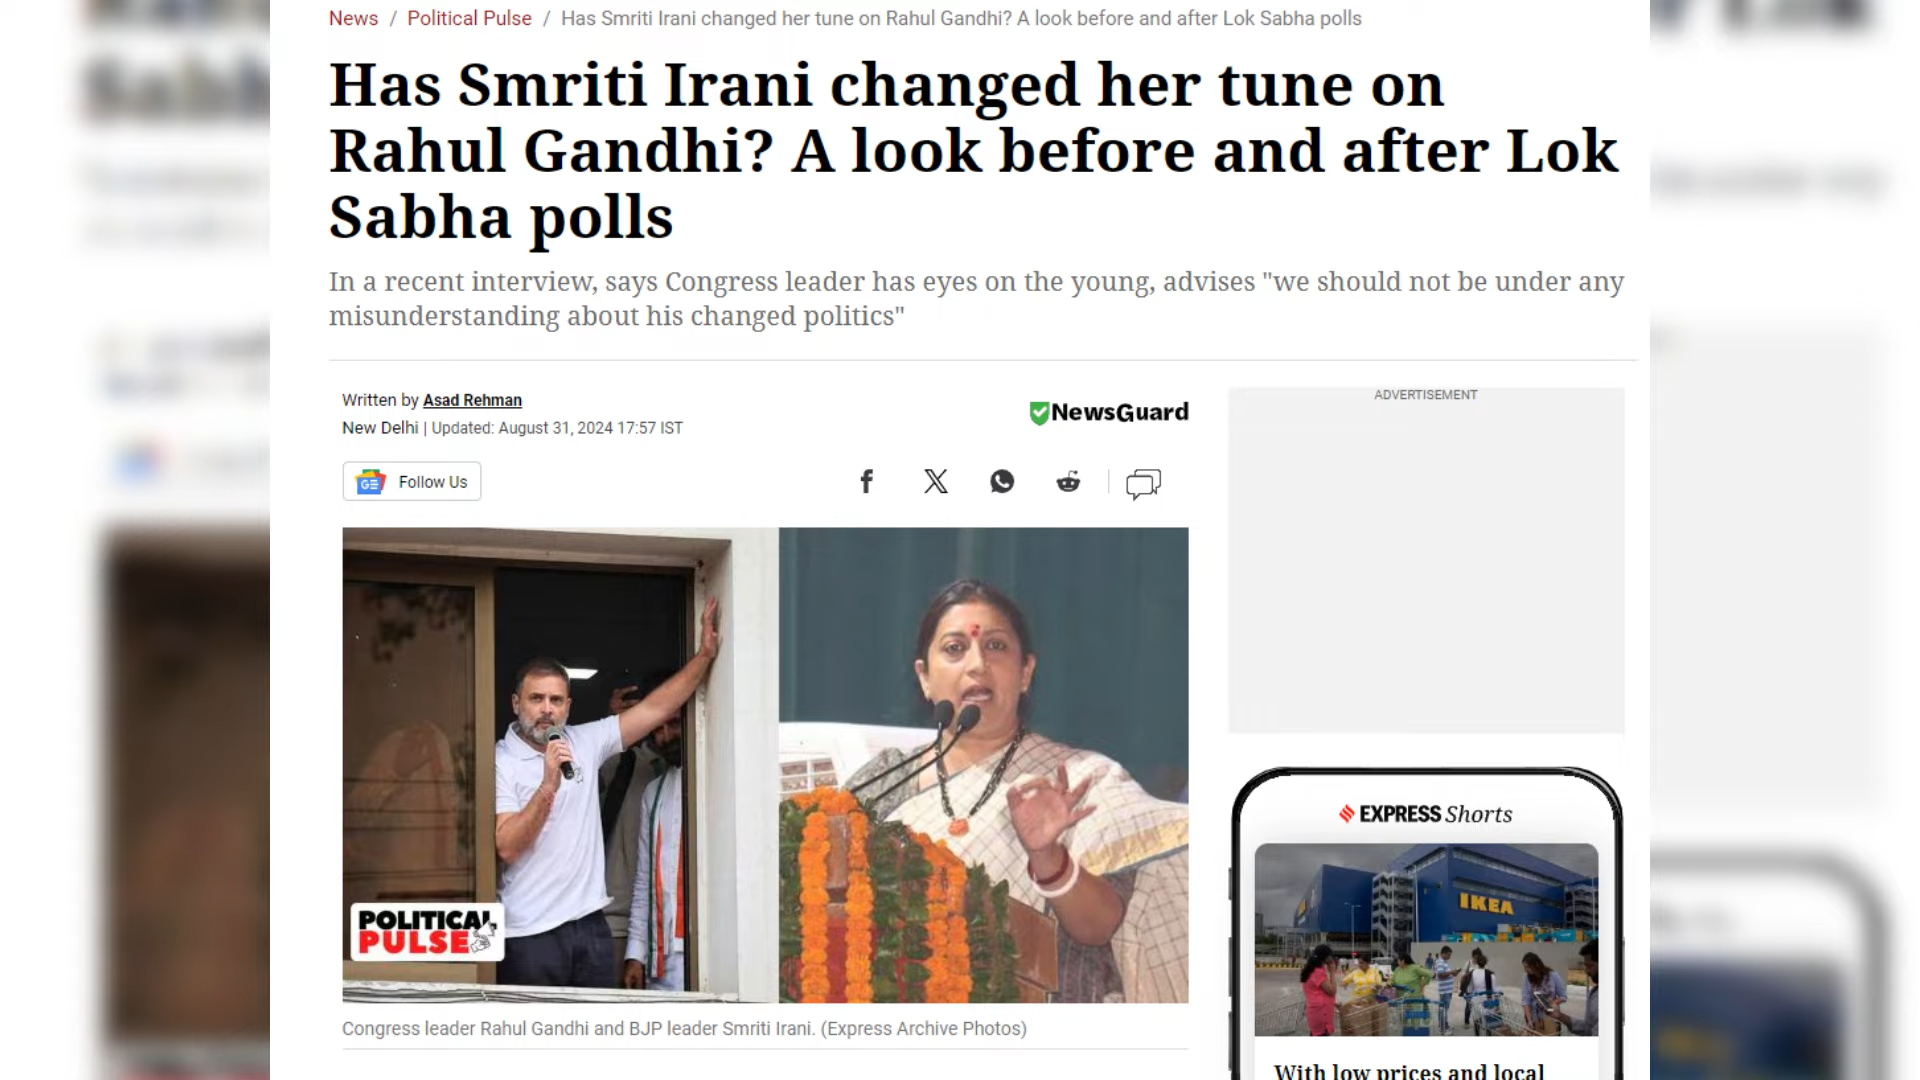 News / Political Pulse / Has Smriti Irani changed her tune on Rahul Gandhi? A look before and after Lok Sabha polls
Has Smriti Irani changed her tune on
Rahul Gandhi? A look before and after Lok
Sabha polls
In a recent interview, says Congress leader has eyes on the young, advises "we should not be under any
misunderstanding about his changed politics"
Written by Asad Rehman
New Delhi | Updated: August 31, 2024 17:57 IST
NewsGuard
ADVERTISEMENT
GE Follow Us
POLITICAL
PULSE
Congress leader Rahul Gandhi and BJP leader Smriti Irani. (Express Archive Photos)
EXPRESS Shorts
IKEA
With low prices and local